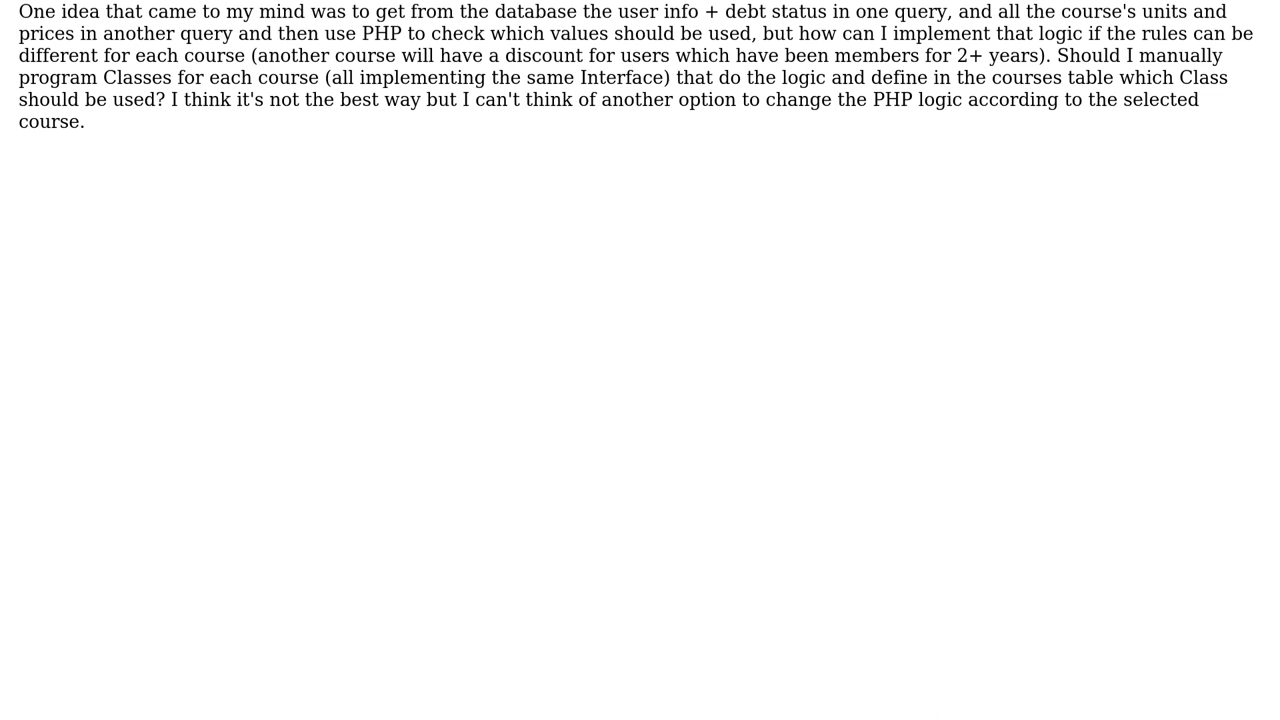 One idea that came to my mind was to get from the database the user info + debt status in one query, and all the course's units and
prices in another query and then use PHP to check which values should be used, but how can I implement that logic if the rules can be
different for each course (another course will have a discount for users which have been members for 2+ years). Should I manually
program Classes for each course (all implementing the same Interface) that do the logic and define in the courses table which Class
should be used? I think it's not the best way but I can't think of another option to change the PHP logic according to the selected
course.